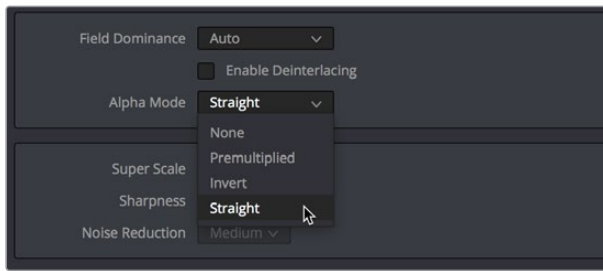 Field Dominance Auto
Enable Deinterlacing
Alpha Mode Straight
None
Premultiplied
Super Scale
Invert
Sharpness Straight
Noise Reduction Medium